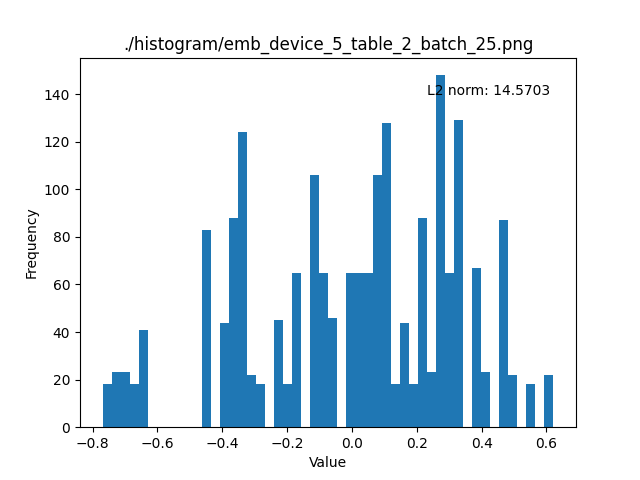 ./histogram/emb_device_5_table_2_batch_25.png
L2 norm: 14.5703
140
120
100
80
60
40
20
0
Frequency
−0.8 −0.6 −0.4 −0.2 0.0 0.2 0.4 0.6
Value